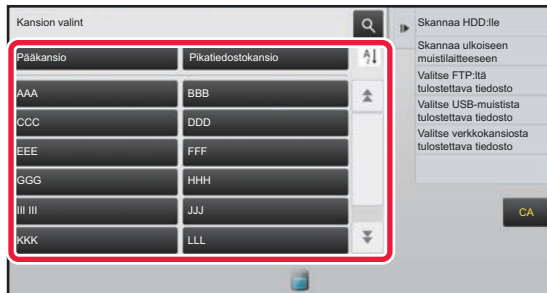 Kansion valint
Pääkansio
Pikatiedostokansio
AAA
BBB
CCC
DDD
EEE
FFF
GGG
HHH
III III
JJJ
KKK
LLL
Skannaa HDD:lle
Skannaa ulkoiseen
muistilaitteeseen
Valitse FTP:ltä
tulostettava tiedosto
Valitse USB-muistista
tulostettava tiedosto
Valitse verkkokansiosta
tulostettava tiedosto
CA